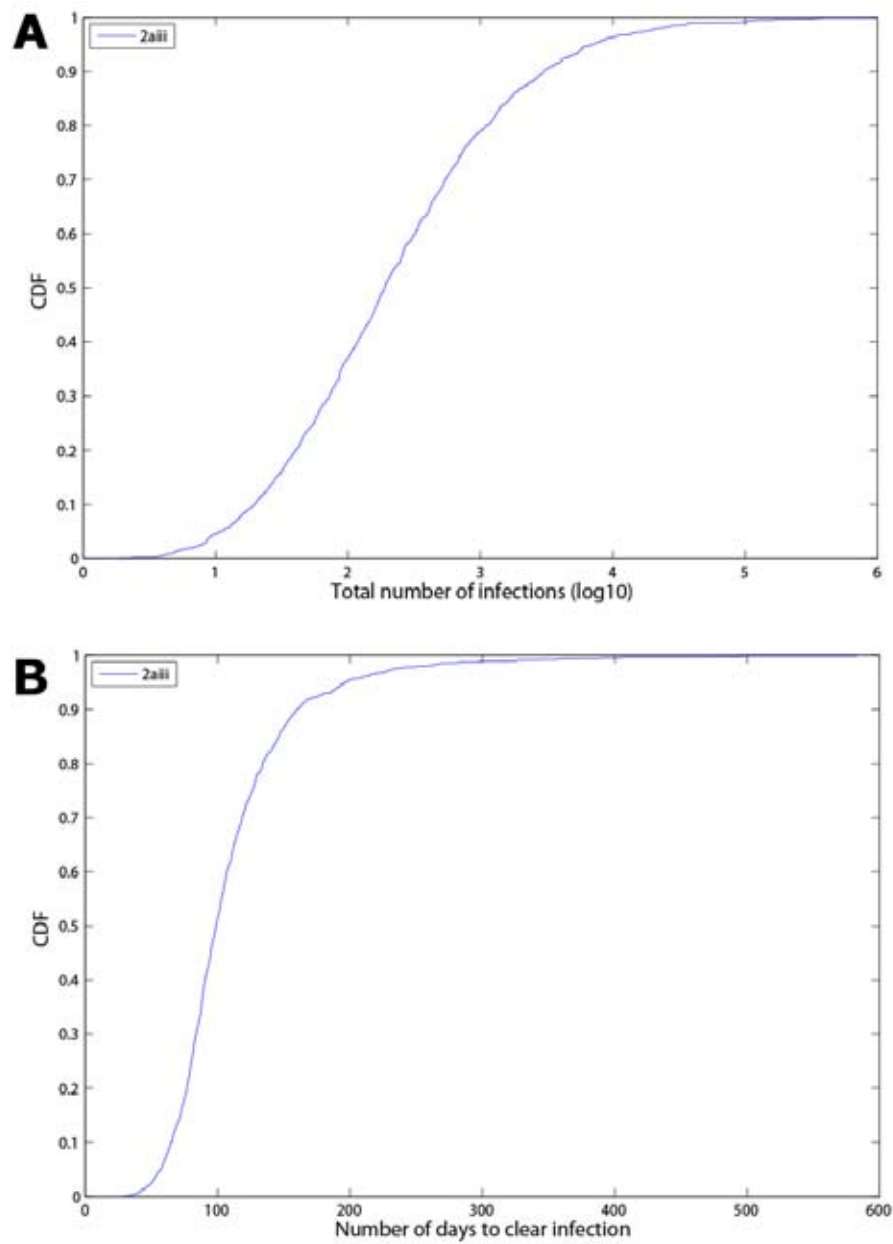 A
2aiii
1
0.9
0.8
0.7
0.6
0.5
0.4
0.3
0.2
0.1
0
CDF
0 1 2 3 4 5 6
Total number of infections (log10)
B
2aiii
1
0.9
0.8
0.7
0.6
0.5
0.4
0.3
0.2
0.1
0
CDF
0 100 200 300 400 500 600
Number of days to clear infection